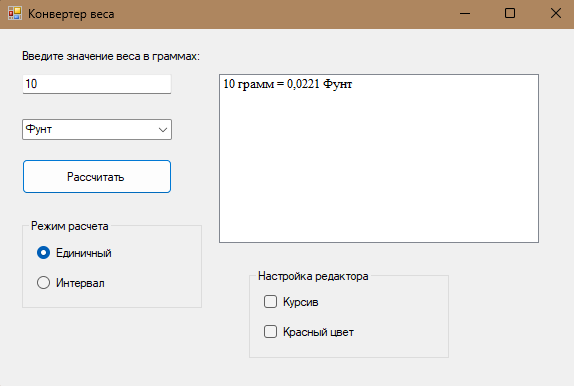 Конвертер веса
Введите значение веса в граммах:
10
10 грамм = 0,0221 Фунт
Фунт
Рассчитать
Режим расчета
Единичный
Интервал
Настройка редактора
Курсив
Красный цвет